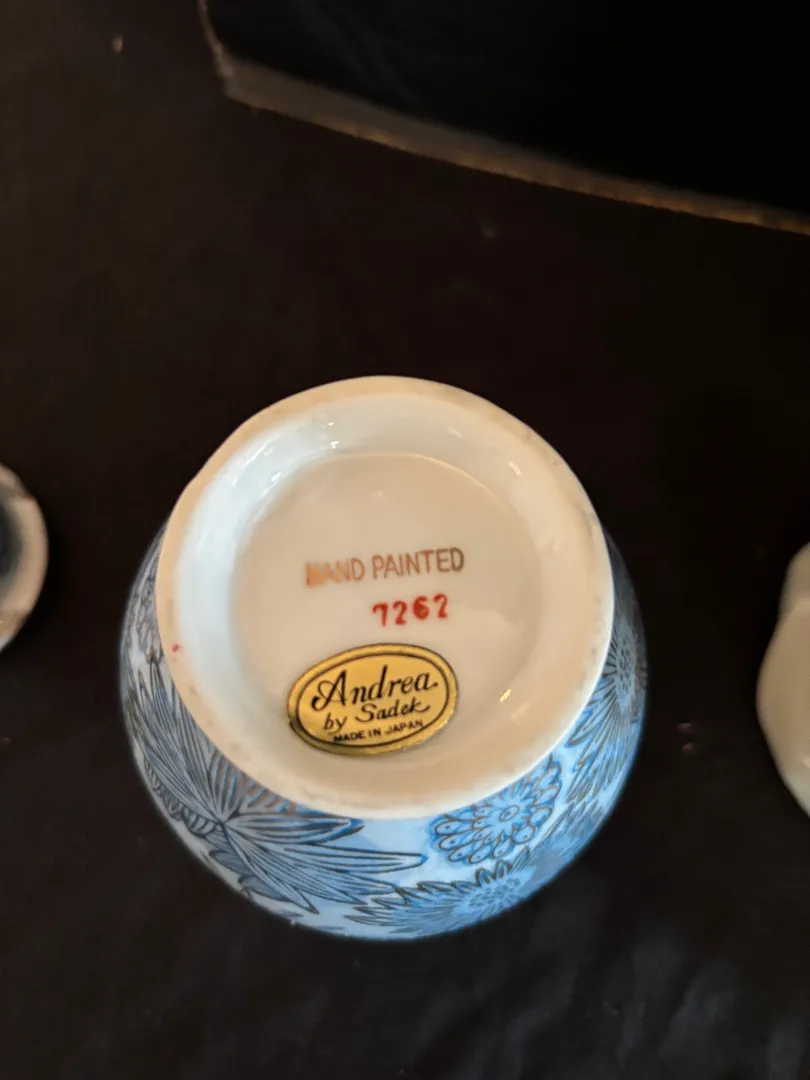 HAND PAINTED
7262
Andrea
by Sadek
MADE IN JAPAN